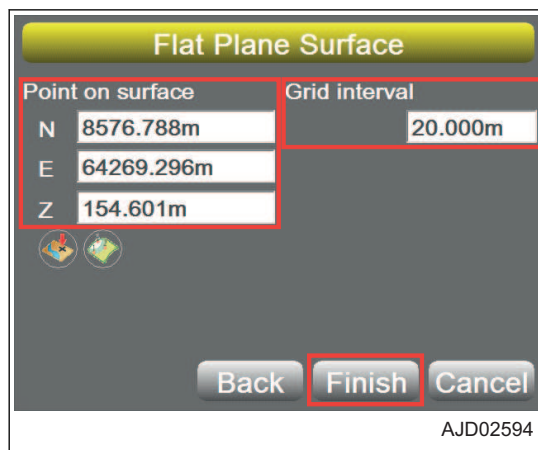 Flat Plane Surface
Point on surface
Grid interval
N 8576.788m
20.000m
E 64269.296m
Z 154.601m
Back Finish Cancel
AJD02594